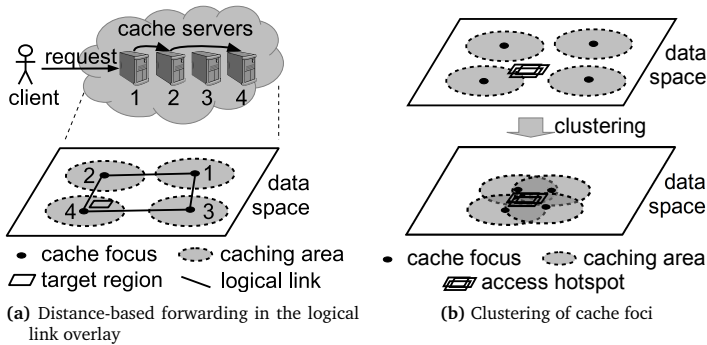 cache servers
request
client
1 2 3 4
2 1
4 3
data
space
cache focus caching area
target region logical link
(a) Distance-based forwarding in the logical
link overlay
data
space
clustering
data
space
cache focus caching area
access hotspot
(b) Clustering of cache foci